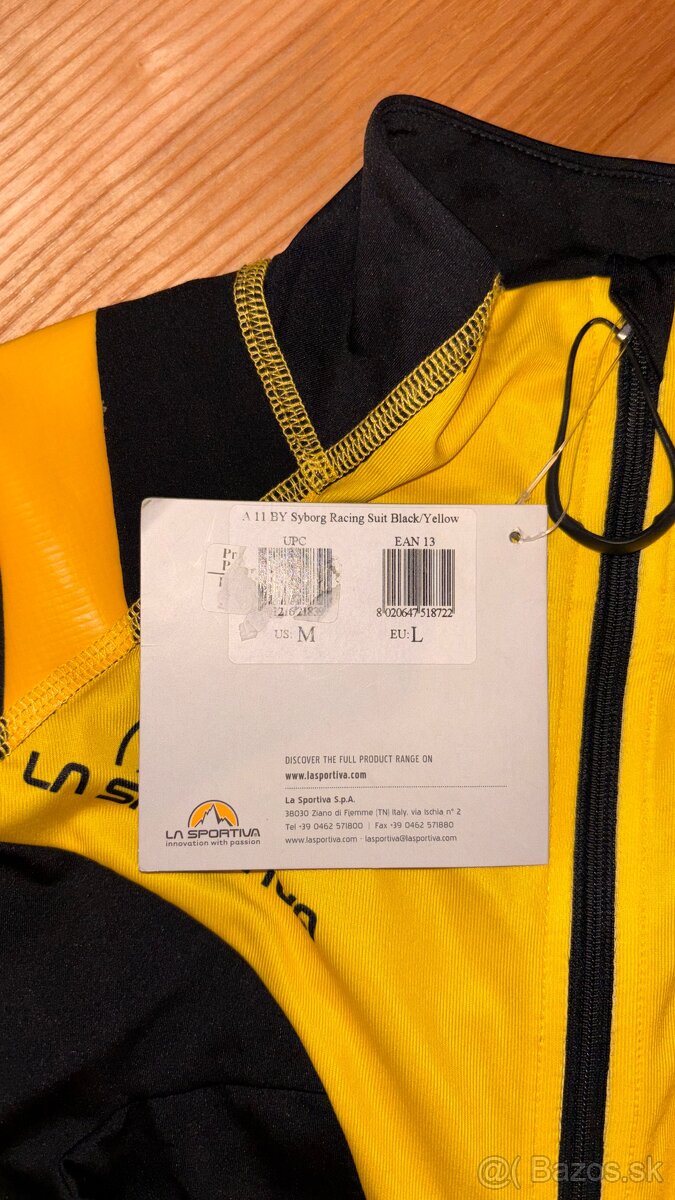 A 11 BY Syborg Racing Suit Black/Yellow
UPC EAN 13
Pr
8 020647 518722
US: M EU: L
DISCOVER THE FULL PRODUCT RANGE ON
www.lasportiva.com
La Sportiva S.p.A.
38030 Ziano di Fiemme (TN) Italy, via Ischia n° 2
Tel +39 0462 571800 | Fax +39 0462 571880
www.lasportiva.com - lasportiva@lasportiva.com
LA SPORTIVA
innovation with passion
LA
@( Bazos.sk